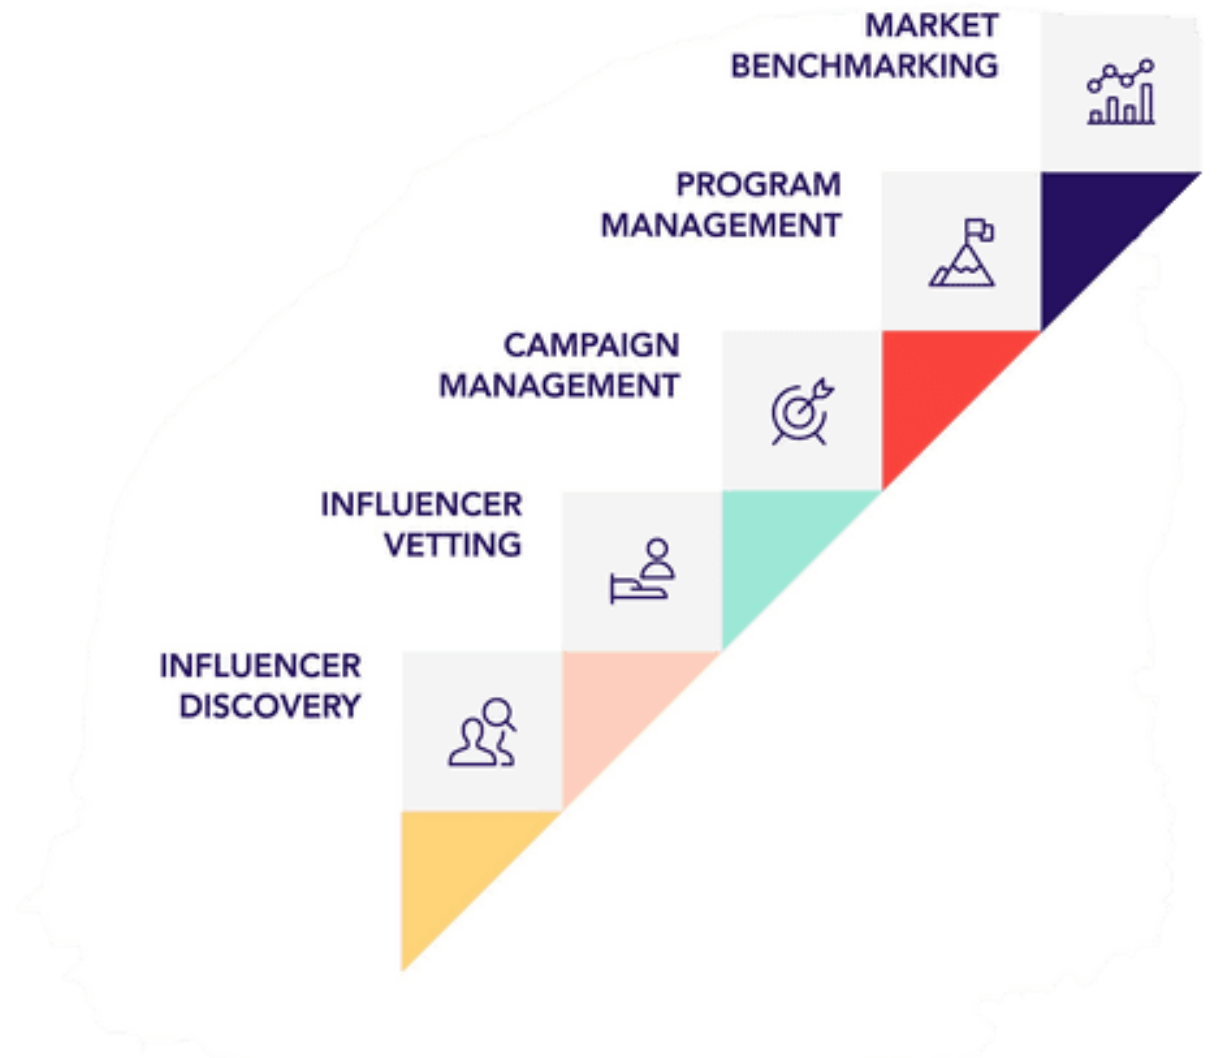 MARKET
BENCHMARKING
PROGRAM
MANAGEMENT
CAMPAIGN
MANAGEMENT
INFLUENCER
VETTING
INFLUENCER
DISCOVERY